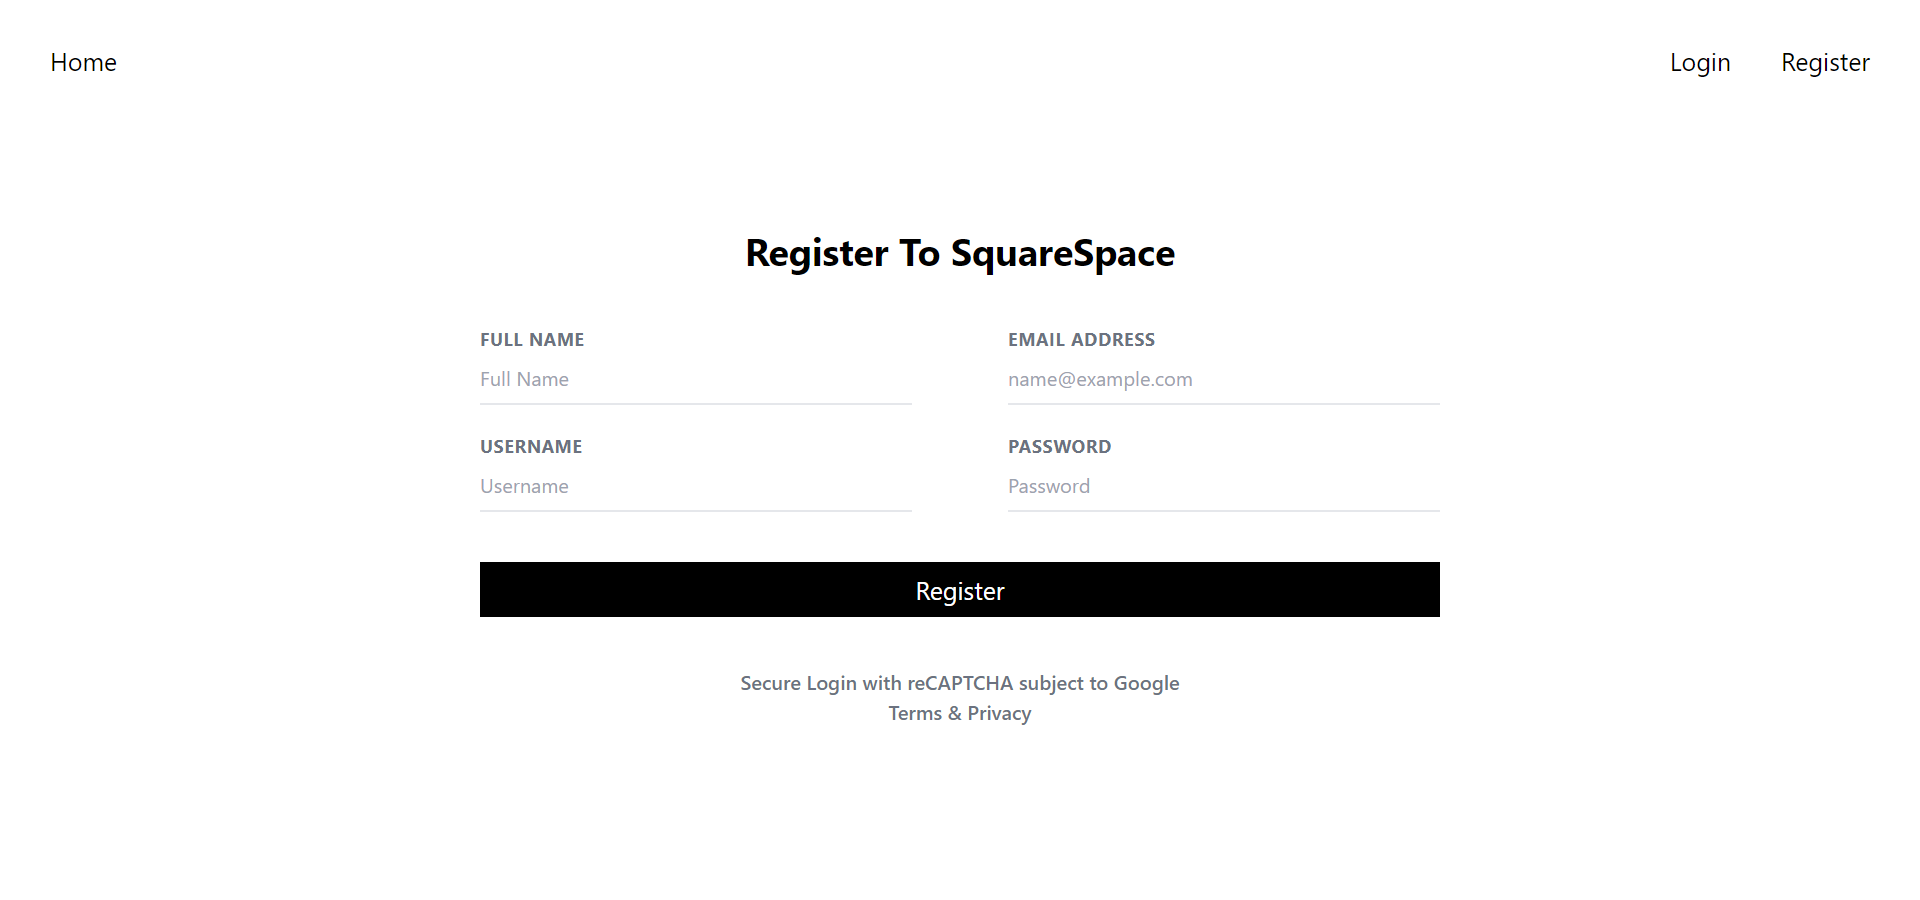 Home Login Register
Register To SquareSpace
FULL NAME EMAIL ADDRESS
Full Name name@example.com
USERNAME PASSWORD
Username Password
Register
Secure Login with reCAPTCHA subject to Google
Terms & Privacy